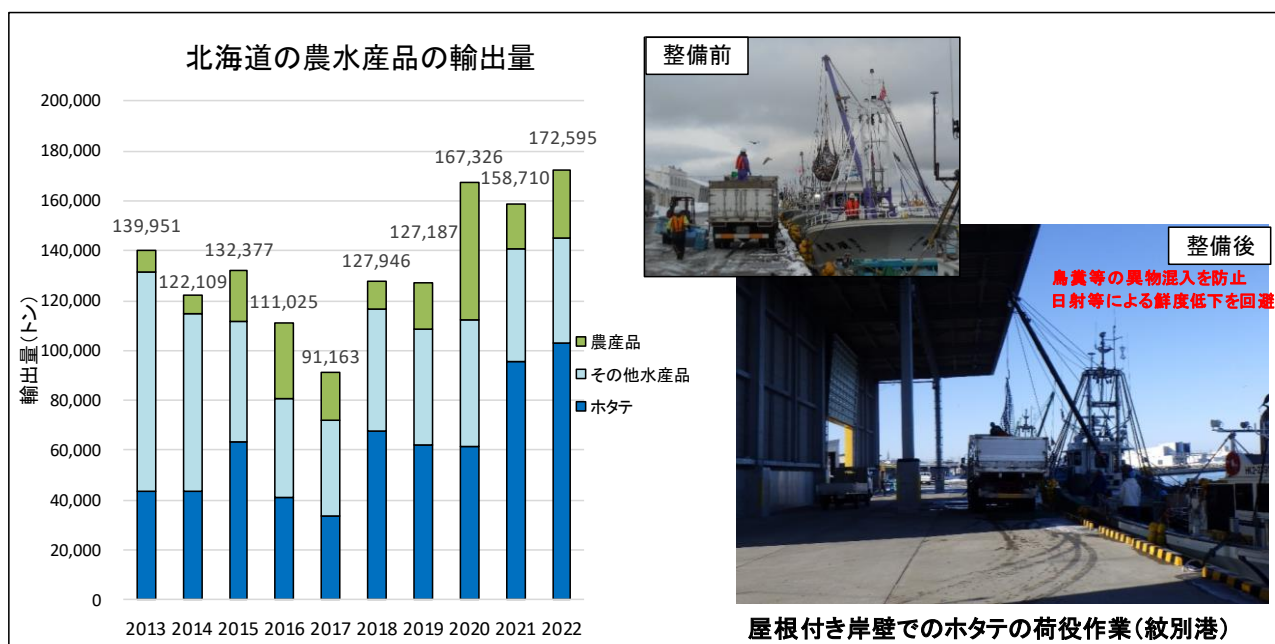 北海道の農水産品の輸出量
輸出量(トン)
200,000
180,000
160,000
140,000
120,000
100,000
80,000
60,000
40,000
20,000
0
139,951
122,109
132,377
111,025
91,163
127,946
127,187
167,326
158,710
172,595
2013 2014 2015 2016 2017 2018 2019 2020 2021 2022
農産品
その他水産品
ホタテ
整備前
整備後
鳥糞等の異物混入を防止
日射等による鮮度低下を回避
屋根付き岸壁でのホタテの荷役作業(紋別港)